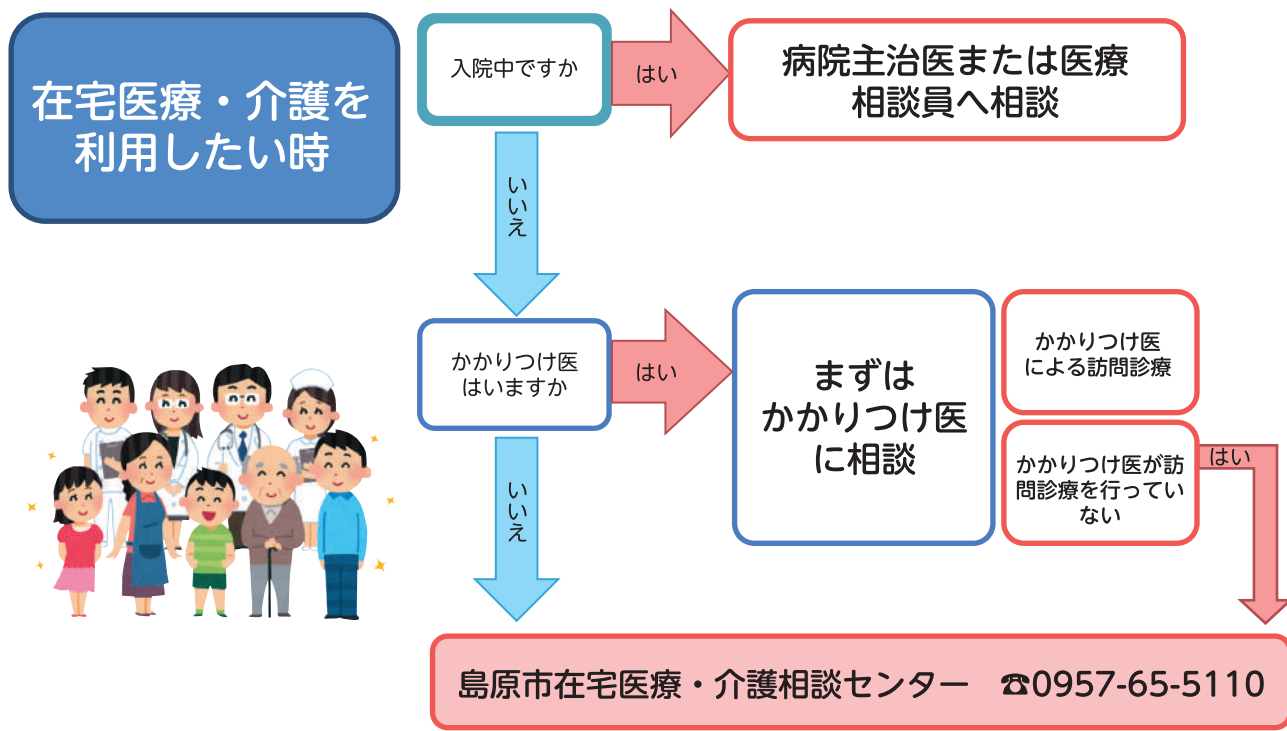 在宅医療・介護を
利用したい時
入院中ですか
はい
病院主治医または医療
相談員へ相談
いいえ
かかりつけ医
はいますか
はい
まずは
かかりつけ医
に相談
かかりつけ医
による訪問診療
かかりつけ医が訪
問診療を行ってい
ない
はい
いいえ
島原市在宅医療・介護相談センター ☎0957-65-5110